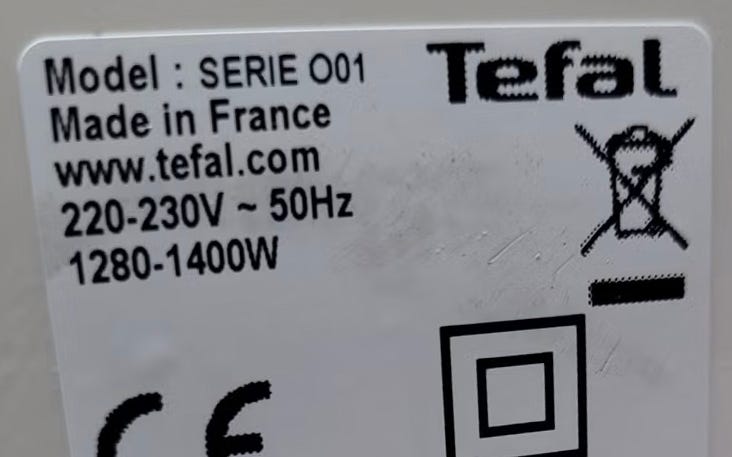 Model : SERIE O01
Tefal
Made in France
www.tefal.com
220-230V ~ 50Hz
1280-1400W
CE